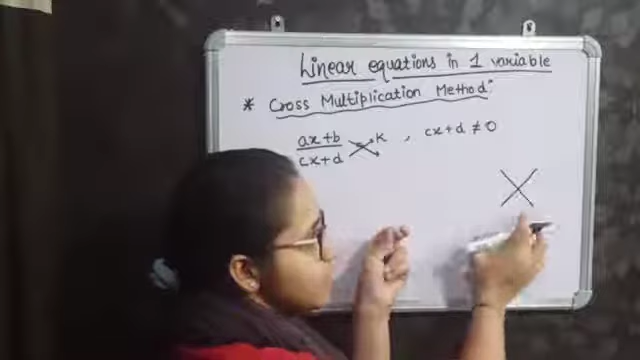 Linear equations in 1 variable
* Cross Multiplication Method:
ax+b K , cx+d ≠ 0
cx+d